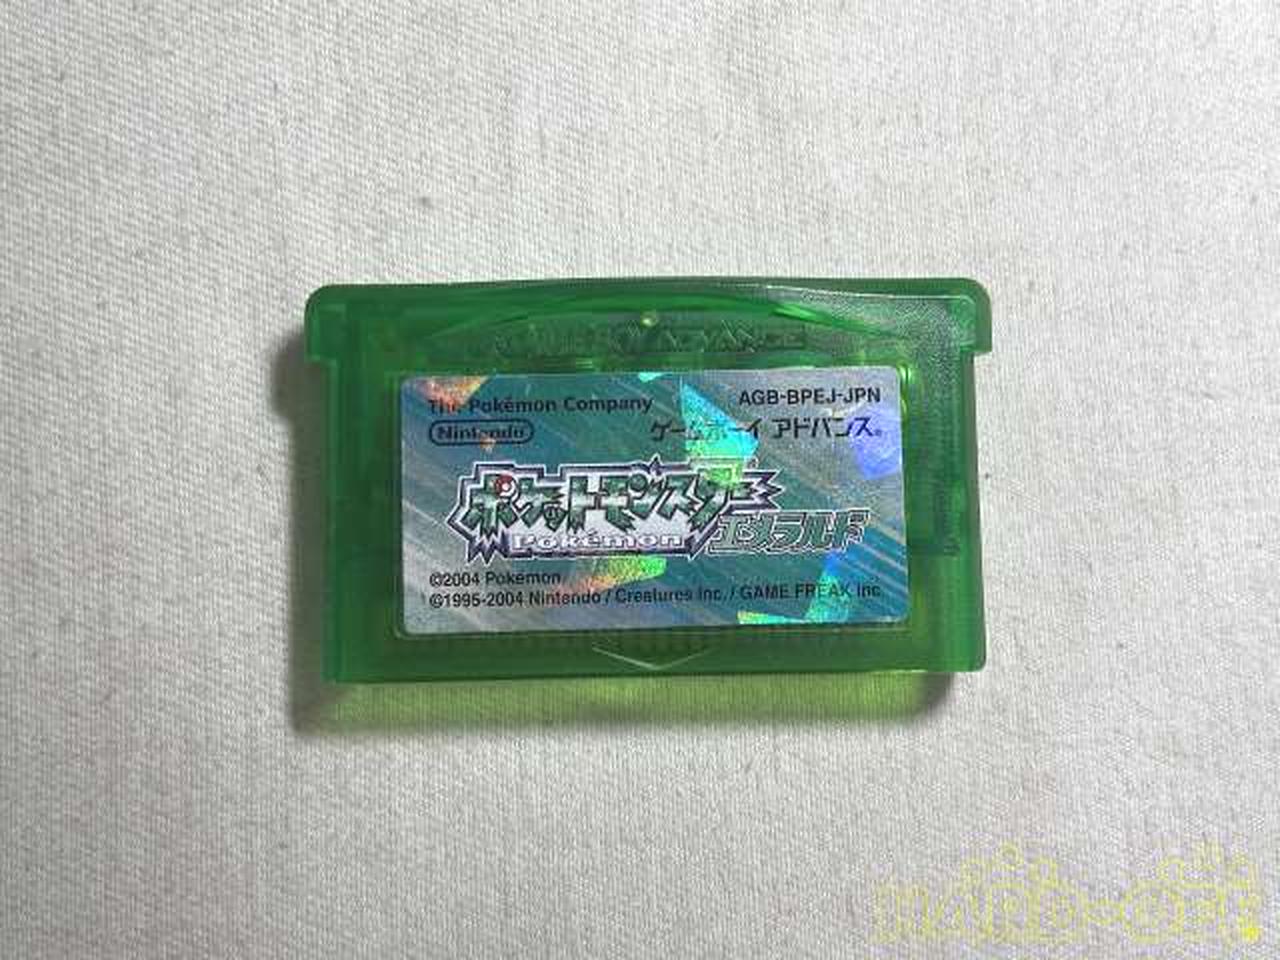 GAME BOY ADVANCE
The Pokémon Company
AGB-BPEJ-JPN
Nintendo
ゲームボーイ アドバンス®
ポケットモンスター
Pokémon
エメラルド
©2004 Pokémon
©1995-2004 Nintendo / Creatures inc. / GAME FREAK inc.
HARD-OFF